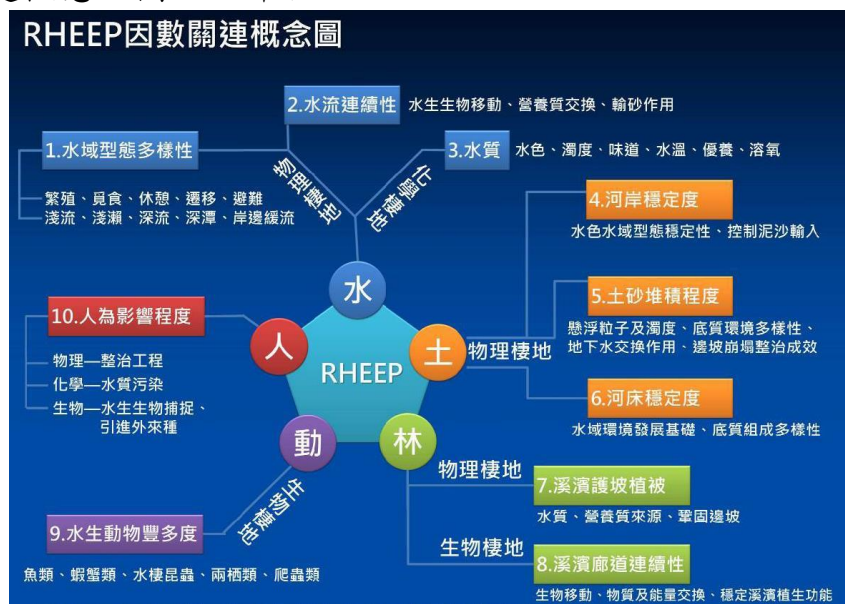 RHEEP因數關連概念圖
2.水流連續性
水生生物移動、營養質交換、輸砂作用
1.水域型態多樣性
繁殖、覓食、休憩、遷移、避難
淺流、淺瀨、深流、深潭、岸邊緩流
物理棲地
化學棲地
3.水質
水色、濁度、味道、水溫、優養、溶氧
4.河岸穩定度
水色水域型態穩定性、控制泥沙輸入
5.土砂堆積程度
懸浮粒子及濁度、底質環境多樣性、
地下水交換作用、邊坡崩塌整治成效
6.河床穩定度
水域環境發展基礎、底質組成多樣性
物理棲地
水
土
林
動
人
RHEEP
10.人為影響程度
物理—整治工程
化學—水質污染
生物—水生生物捕捉、
引進外來種
物理棲地
7.溪濱護坡植被
水質、營養質來源、鞏固邊坡
生物棲地
8.溪濱廊道連續性
生物移動、物質及能量交換、穩定溪濱植生功能
生物棲地
9.水生動物豐多度
魚類、蝦蟹類、水棲昆蟲、兩栖類、爬蟲類